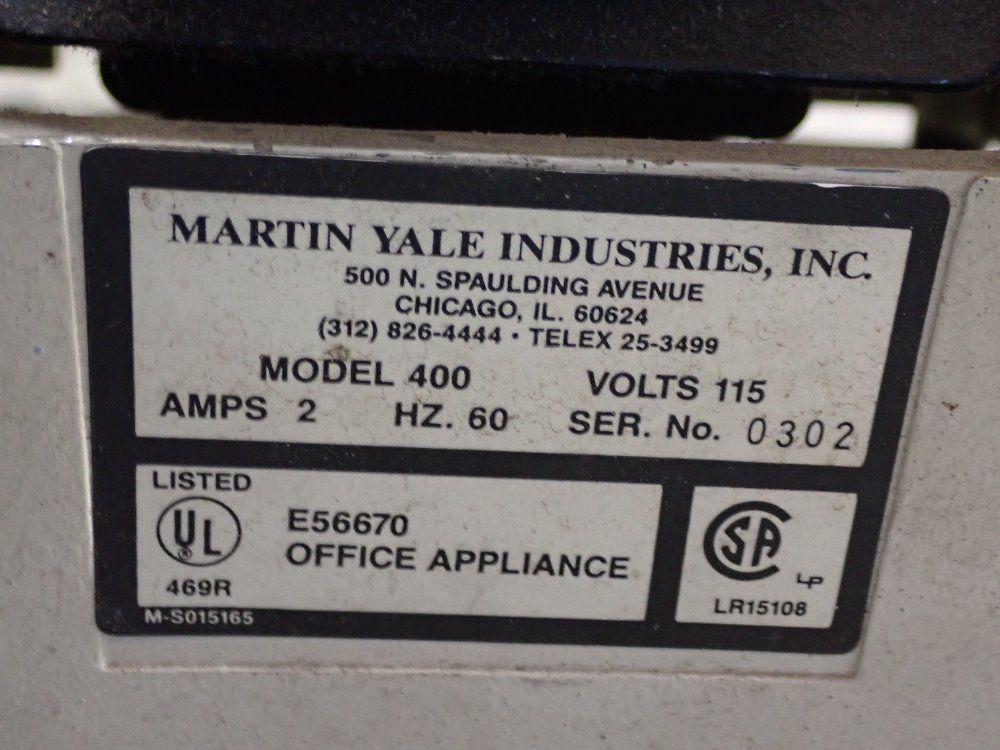 MARTIN YALE INDUSTRIES, INC.
500 N. SPAULDING AVENUE
CHICAGO, IL. 60624
(312) 826-4444 • TELEX 25-3499
MODEL 400 VOLTS 115
AMPS 2 HZ. 60 SER. No. 0302
LISTED
UL ®
469R
E56670
OFFICE APPLIANCE
M-S015165
CSA
LP
LR15108